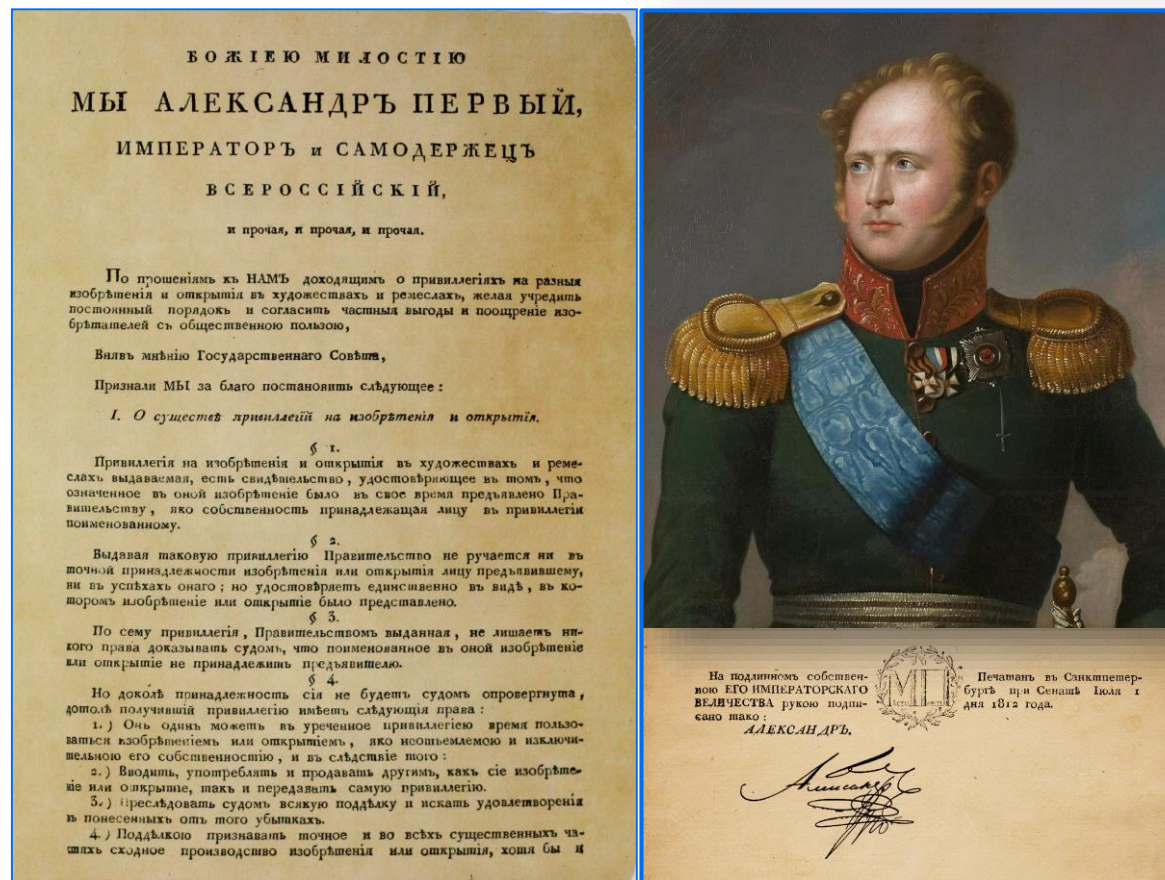 БОЖІЕЮ МИЛОСТІЮ
МЫ АЛЕКСАНДРЪ ПЕРВЫЙ,
ИМПЕРАТОРЪ и САМОДЕРЖЕЦЪ
ВСЕРОССІЙСКІЙ,
и прочая, и прочая, и прочая.
По прошеніямъ къ НАМЪ доходящимъ о привиллегіяхъ на разныя
изобрѣтенія и открытія въ художествахъ и ремеслахъ, желая учредить
постоянный порядокъ и согласить частныя выгоды и поощреніе изо-
брѣтателей съ общественною пользою,
Внявъ мнѣнію Государственнаго Совѣта,
Признали МЫ за благо постановить слѣдующее :
I. О существѣ привиллегій на изобрѣтенія и открытія.
§ 1.
Привиллегія на изобрѣтенія и открытія въ художествахъ и реме-
слахъ выдаваемая, есть свидѣтельство, удостовѣряющее въ томъ, что
означенное въ оной изобрѣтеніе было въ свое время предъявлено Пра-
вительству, яко собственность принадлежащая лицу въ привиллегіи
поименованному.
§ 2.
Выдавая таковую привиллегію Правительство не ручается ни въ
точной принадлежности изобрѣтенія или открытія лицу предъявившему,
ни въ успѣхахъ онаго ; но удостовѣряетъ единственно въ видѣ, въ ко-
торомъ изобрѣтеніе или открытіе было представлено.
§ 3.
По сему привиллегія, Правительствомъ выданная, не лишаетъ ни-
кого права доказывать судомъ, что поименованное въ оной изобрѣтеніе
или открытіе не принадлежитъ предъявителю.
§ 4.
Но доколѣ принадлежность сія не будетъ судомъ опровергнута,
дотолѣ получившій привиллегію имѣетъ слѣдующія права :
1.) Онъ одинъ можетъ въ уреченное привиллегіею время пользо-
ваться изобрѣтеніемъ или открытіемъ, яко неотъемлемою и исключи-
тельною его собственностію, и въ слѣдствіе того :
2.) Вводить, употреблять и продавать другимъ, какъ сіе изобрѣте-
ніе или открытіе, такъ и передавать самую привиллегію.
3.) Преслѣдовать судомъ всякую поддѣлку и искать удовлетворенія
въ понесенныхъ отъ того убыткахъ.
4.) Поддѣлкою признавать точное и во всѣхъ существенныхъ ча-
стяхъ сходное производство изобрѣтенія или открытія, хотя бы и
На подлинномъ собствен-
ною ЕГО ИМПЕРАТОРСКАГО
ВЕЛИЧЕСТВА рукою подпи-
сано тако :
АЛЕКСАНДРЪ.
МП
Печатанъ въ Санктпетер-
бургѣ при Сенатѣ Іюля 1
дня 1812 года.